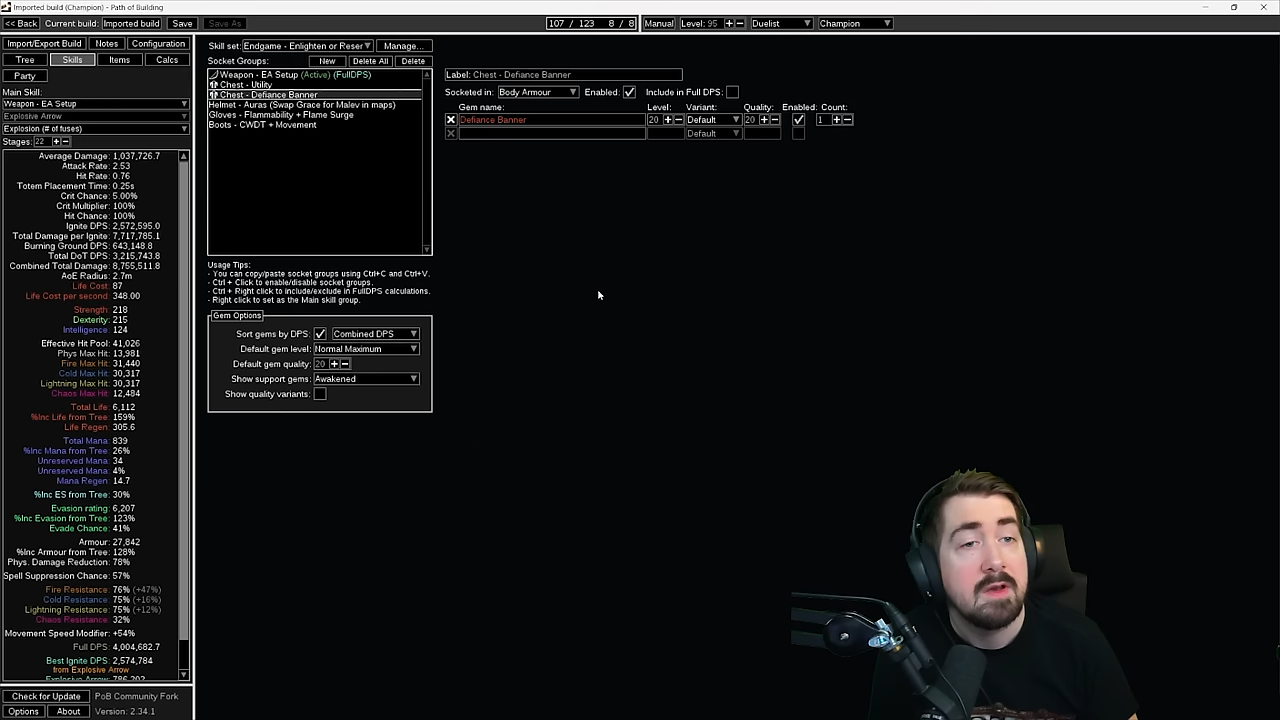 Imported build (Champion) - Path of Building
<< Back Current build: Imported build Save Save As 107 / 123 8 / 8 Manual Level: 95 + - Duelist Champion
Import/Export Build Notes Configuration
Tree Skills Items Calcs
Party
Main Skill:
Weapon - EA Setup
Explosive Arrow
Explosion (# of fuses)
Stages: 22 + -
Average Damage: 1,037,726.7
Attack Rate: 2.53
Hit Rate: 0.76
Totem Placement Time: 0.25s
Crit Chance: 5.00%
Crit Multiplier: 100%
Hit Chance: 100%
Ignite DPS: 2,572,595.0
Total Damage per Ignite: 7,717,785.1
Burning Ground DPS: 643,148.8
Total DoT DPS: 3,215,743.8
Combined Total Damage: 8,755,511.8
AoE Radius: 2.7m
Life Cost: 87
Life Cost per second: 348.00
Strength: 218
Dexterity: 215
Intelligence: 124
Effective Hit Pool: 41,026
Phys Max Hit: 13,981
Fire Max Hit: 31,440
Cold Max Hit: 30,317
Lightning Max Hit: 30,317
Chaos Max Hit: 12,484
Total Life: 6,112
%Inc Life from Tree: 159%
Life Regen: 305.6
Total Mana: 839
%Inc Mana from Tree: 26%
Unreserved Mana: 34
Unreserved Mana: 4%
Mana Regen: 14.7
%Inc ES from Tree: 30%
Evasion rating: 6,207
%Inc Evasion from Tree: 123%
Evade Chance: 41%
Armour: 27,842
%Inc Armour from Tree: 128%
Phys. Damage Reduction: 78%
Spell Suppression Chance: 57%
Fire Resistance: 76% (+47%)
Cold Resistance: 75% (+16%)
Lightning Resistance: 75% (+12%)
Chaos Resistance: 32%
Movement Speed Modifier: +54%
Full DPS: 4,004,682.7
Best Ignite DPS: 2,574,784
from Explosive Arrow
Check for Update PoB Community Fork
Options About Version: 2.34.1
Skill set: Endgame - Enlighten or Reser Manage...
Socket Groups: New Delete All Delete
Weapon - EA Setup (Active) (FullDPS)
Chest - Utility
Chest - Defiance Banner
Helmet - Auras (Swap Grace for Malev in maps)
Gloves - Flammability + Flame Surge
Boots - CWDT + Movement
Usage Tips:
- You can copy/paste socket groups using Ctrl+C and Ctrl+V.
- Ctrl + Click to enable/disable socket groups.
- Ctrl + Right click to include/exclude in FullDPS calculations.
- Right click to set as the Main skill group.
Gem Options
Sort gems by DPS: Combined DPS
Default gem level: Normal Maximum
Default gem quality: 20 + -
Show support gems: Awakened
Show quality variants:
Label: Chest - Defiance Banner
Socketed in: Body Armour Enabled: Include in Full DPS:
Gem name: Level: Variant: Quality: Enabled: Count:
Defiance Banner 20 + - Default 20 + - 1 + -
Default